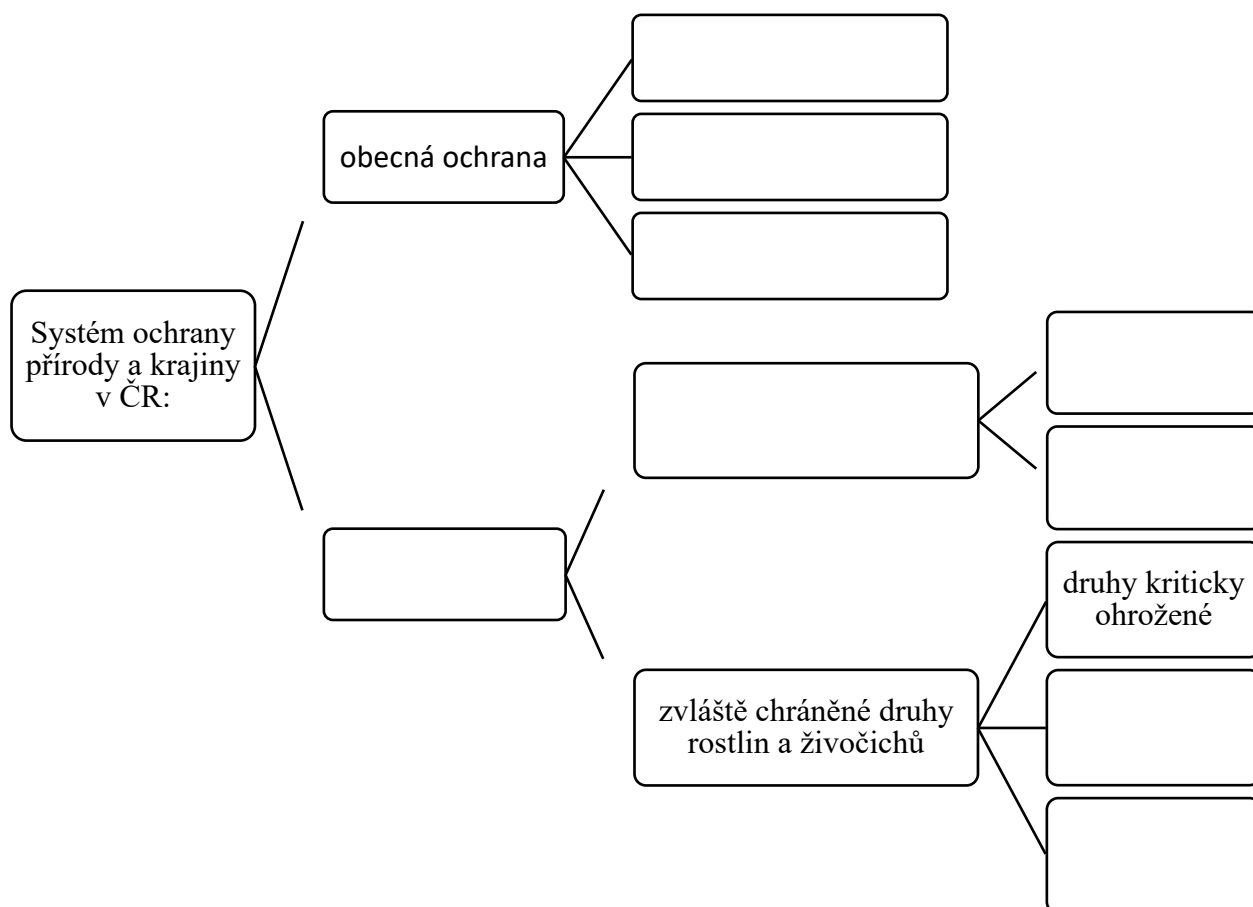 obecná ochrana
Systém ochrany
přírody a krajiny
v ČR:
druhy kriticky
ohrožené
zvláště chráněné druhy
rostlin a živočichů